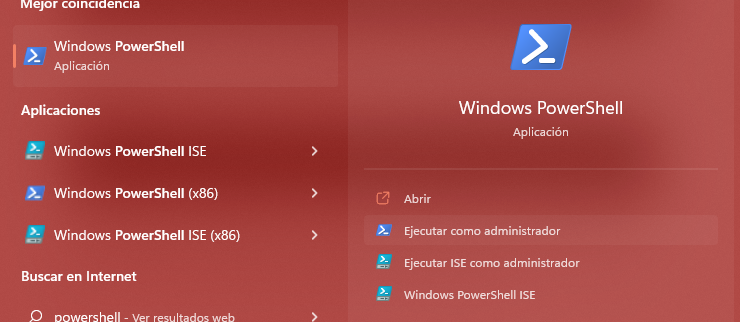 Mejor coincidencia
Windows PowerShell
Aplicación
Aplicaciones
Windows PowerShell ISE
Windows PowerShell (x86)
Windows PowerShell ISE (x86)
Buscar en Internet
powershell - Ver resultados web
Windows PowerShell
Aplicación
Abrir
Ejecutar como administrador
Ejecutar ISE como administrador
Windows PowerShell ISE